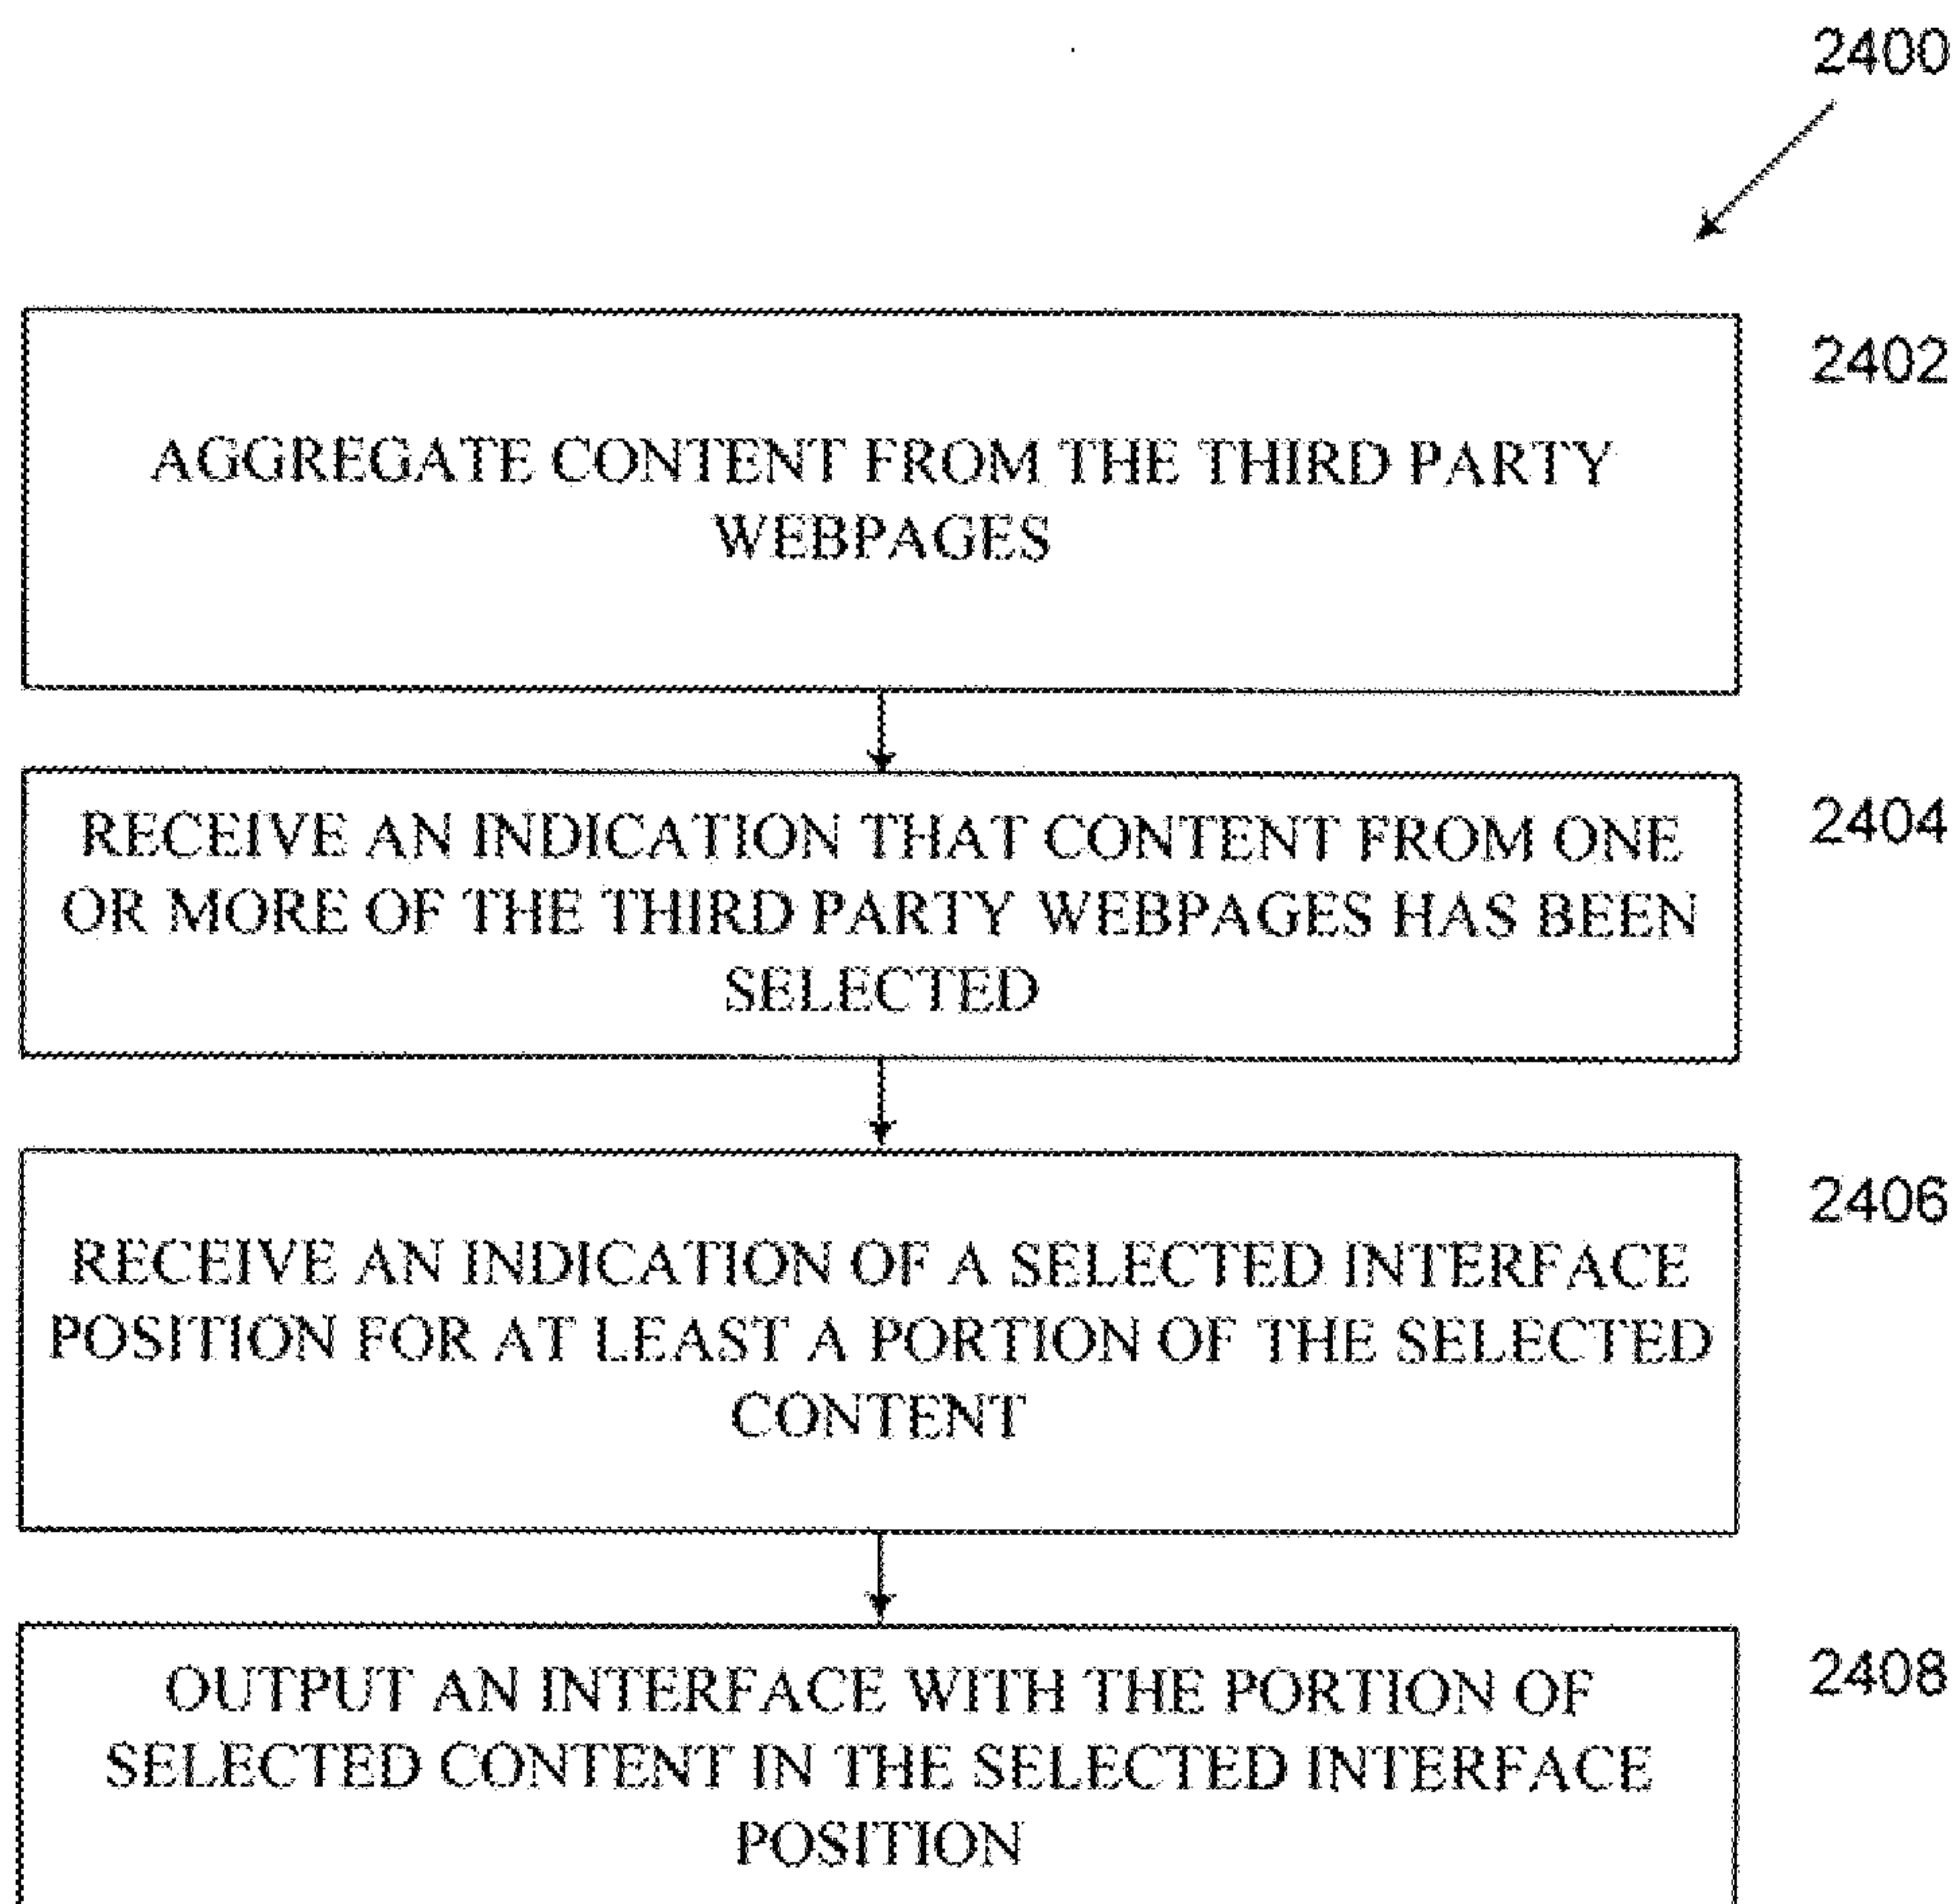 2400
2402
AGGREGATE CONTENT FROM THE THIRD PARTY
WEBPAGES
2404
RECEIVE AN INDICATION THAT CONTENT FROM ONE
OR MORE OF THE THIRD PARTY WEBPAGES HAS BEEN
SELECTED
2406
RECEIVE AN INDICATION OF A SELECTED INTERFACE
POSITION FOR AT LEAST A PORTION OF THE SELECTED
CONTENT
2408
OUTPUT AN INTERFACE WITH THE PORTION OF
SELECTED CONTENT IN THE SELECTED INTERFACE
POSITION